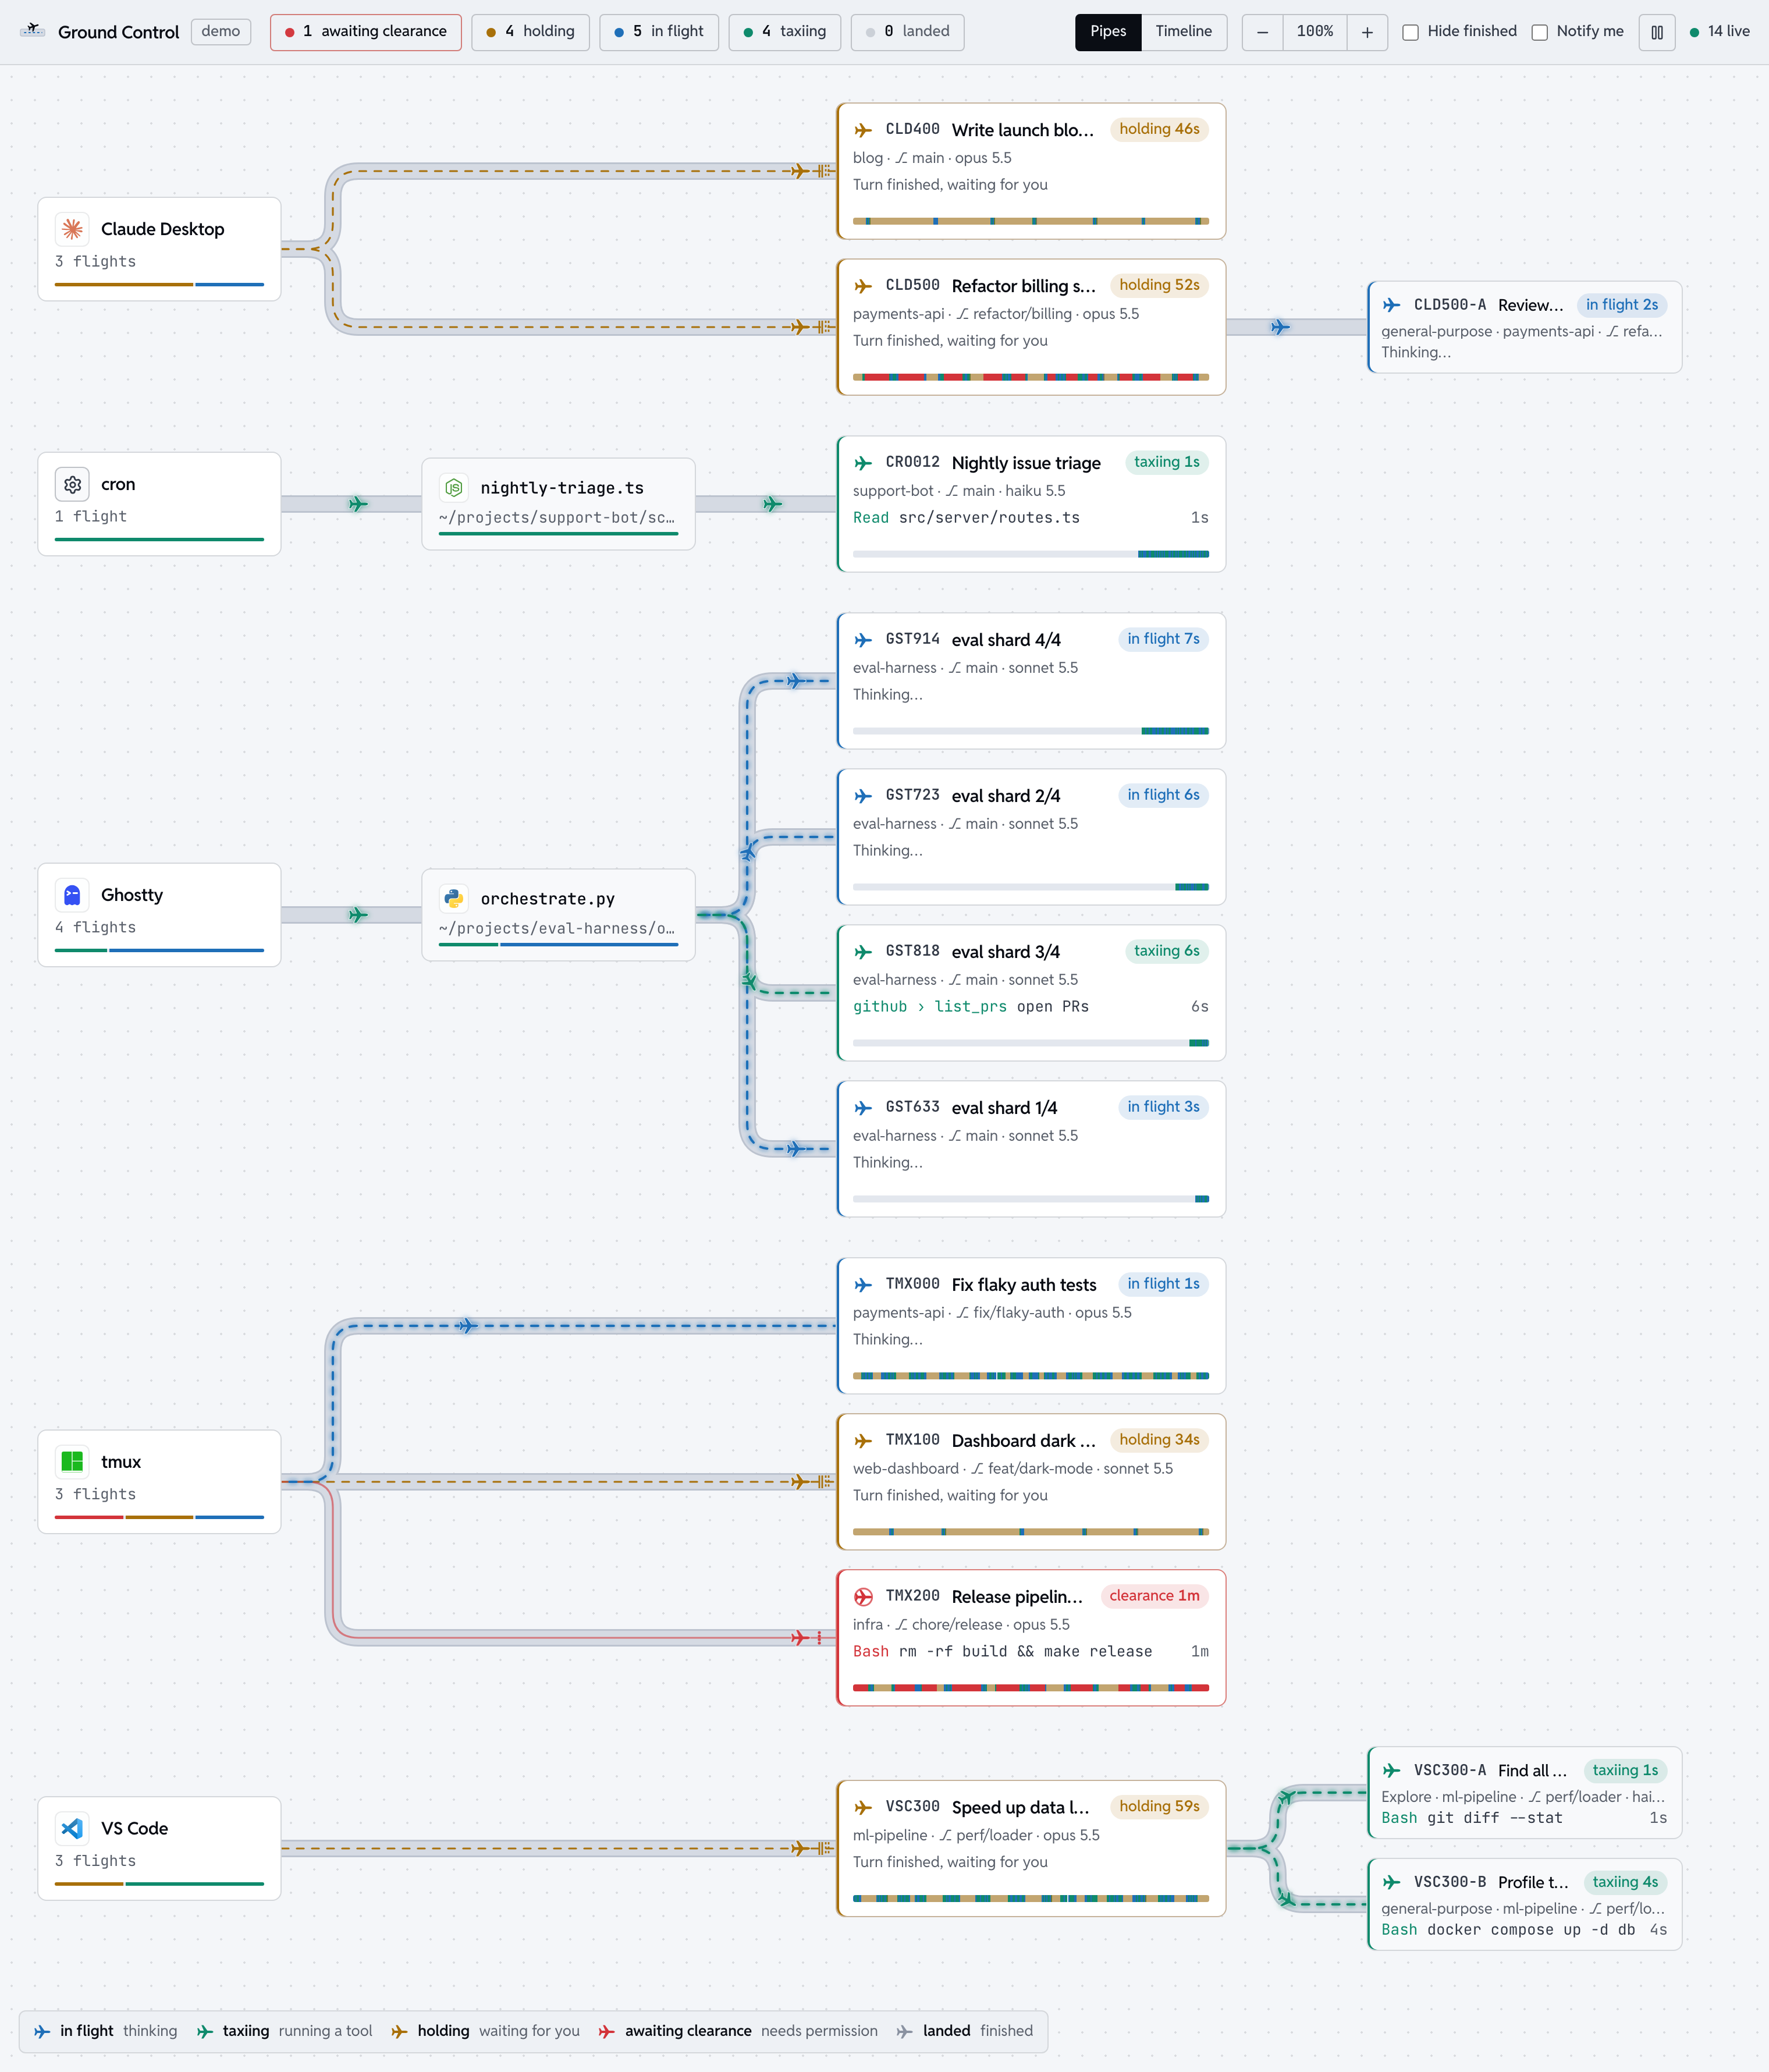 Ground Control demo 1 awaiting clearance 4 holding 5 in flight 4 taxiing 0 landed Pipes Timeline − 100% + Hide finished Notify me 14 live
CLD400 Write launch blo... holding 46s
blog · ⎇ main · opus 5.5
Turn finished, waiting for you
Claude Desktop
3 flights
CLD500 Refactor billing s... holding 52s
payments-api · ⎇ refactor/billing · opus 5.5
Turn finished, waiting for you
CLD500-A Review... in flight 2s
general-purpose · payments-api · ⎇ refa...
Thinking...
cron
1 flight
nightly-triage.ts
~/projects/support-bot/sc...
CRO012 Nightly issue triage taxiing 1s
support-bot · ⎇ main · haiku 5.5
Read src/server/routes.ts 1s
GST914 eval shard 4/4 in flight 7s
eval-harness · ⎇ main · sonnet 5.5
Thinking...
GST723 eval shard 2/4 in flight 6s
eval-harness · ⎇ main · sonnet 5.5
Thinking...
Ghostty
4 flights
orchestrate.py
~/projects/eval-harness/o...
GST818 eval shard 3/4 taxiing 6s
eval-harness · ⎇ main · sonnet 5.5
github › list_prs open PRs 6s
GST633 eval shard 1/4 in flight 3s
eval-harness · ⎇ main · sonnet 5.5
Thinking...
TMX000 Fix flaky auth tests in flight 1s
payments-api · ⎇ fix/flaky-auth · opus 5.5
Thinking...
tmux
3 flights
TMX100 Dashboard dark ... holding 34s
web-dashboard · ⎇ feat/dark-mode · sonnet 5.5
Turn finished, waiting for you
TMX200 Release pipelin... clearance 1m
infra · ⎇ chore/release · opus 5.5
Bash rm -rf build && make release 1m
VS Code
3 flights
VSC300 Speed up data l... holding 59s
ml-pipeline · ⎇ perf/loader · opus 5.5
Turn finished, waiting for you
VSC300-A Find all ... taxiing 1s
Explore · ml-pipeline · ⎇ perf/loader · hai...
Bash git diff --stat 1s
VSC300-B Profile t... taxiing 4s
general-purpose · ml-pipeline · ⎇ perf/lo...
Bash docker compose up -d db 4s
in flight thinking taxiing running a tool holding waiting for you awaiting clearance needs permission landed finished